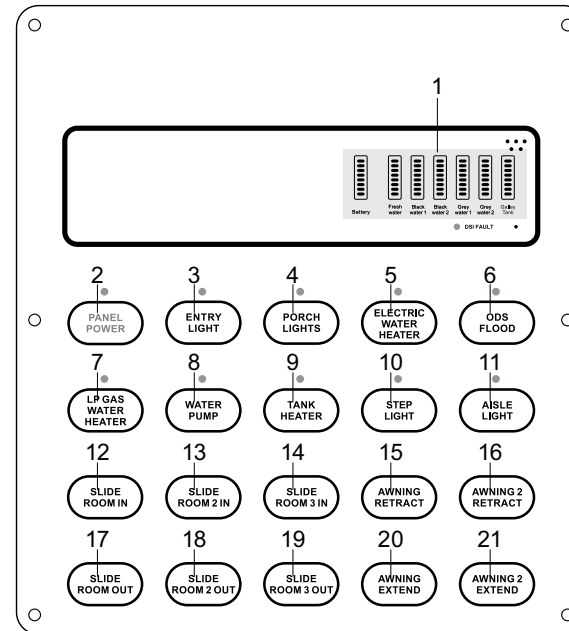 1
Battery
Fresh water
Black water 1
Black water 2
Grey water 1
Grey water 2
Galley Tank
DSI FAULT
2 3 4 5 6
PANEL POWER
ENTRY LIGHT
PORCH LIGHTS
ELECTRIC WATER HEATER
ODS FLOOD
7 8 9 10 11
LP GAS WATER HEATER
WATER PUMP
TANK HEATER
STEP LIGHT
AISLE LIGHT
12 13 14 15 16
SLIDE ROOM IN
SLIDE ROOM 2 IN
SLIDE ROOM 3 IN
AWNING RETRACT
AWNING 2 RETRACT
17 18 19 20 21
SLIDE ROOM OUT
SLIDE ROOM 2 OUT
SLIDE ROOM 3 OUT
AWNING EXTEND
AWNING 2 EXTEND